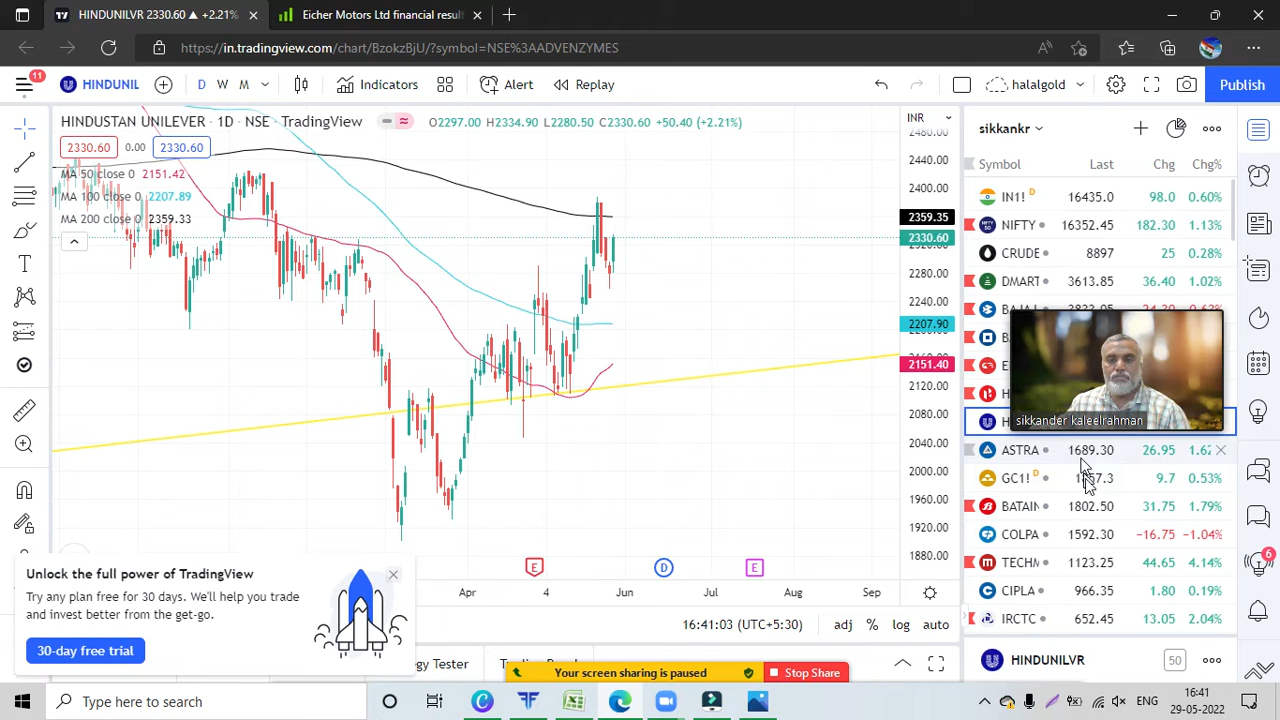 HINDUNILVR 2330.60 ▲ +2.21%
Eicher Motors Ltd financial result
https://in.tradingview.com/chart/BzokzBjU/?symbol=NSE%3AADVENZYMES
11
HINDUNIL
D W M
Indicators
Alert
Replay
halalgold
Publish
HINDUSTAN UNILEVER · 1D · NSE · TradingView
O2297.00 H2334.90 L2280.50 C2330.60 +50.40 (+2.21%)
2330.60 0.00 2330.60
MA 50 close 0 2151.42
MA 100 close 0 2207.89
MA 200 close 0 2359.33
INR
2480.00
2440.00
2400.00
2359.35
2330.60
2280.00
2240.00
2207.90
2151.40
2120.00
2080.00
2040.00
2000.00
1960.00
1920.00
1880.00
E D E
Apr 4 Jun Jul Aug Sep
16:41:03 (UTC+5:30) adj % log auto
sikkankr
Symbol Last Chg Chg%
IN1! D 16435.0 98.0 0.60%
NIFTY 16352.45 182.30 1.13%
CRUDE 8897 25 0.28%
DMART 3613.85 36.40 1.02%
sikkander kaleelrahman
ASTRA 1689.30 26.95 1.62
GC1! D 9.7 0.53%
BATAIN 1802.50 31.75 1.79%
COLPA 1592.30 −16.75 −1.04%
TECHM 1123.25 44.65 4.14%
CIPLA 966.35 1.80 0.19%
IRCTC 652.45 13.05 2.04%
HINDUNILVR 50
6
Unlock the full power of TradingView
Try any plan free for 30 days. We'll help you trade
and invest better from the get-go.
30-day free trial
Tester
Your screen sharing is paused
Stop Share
Type here to search
ENG
16:41
29-05-2022